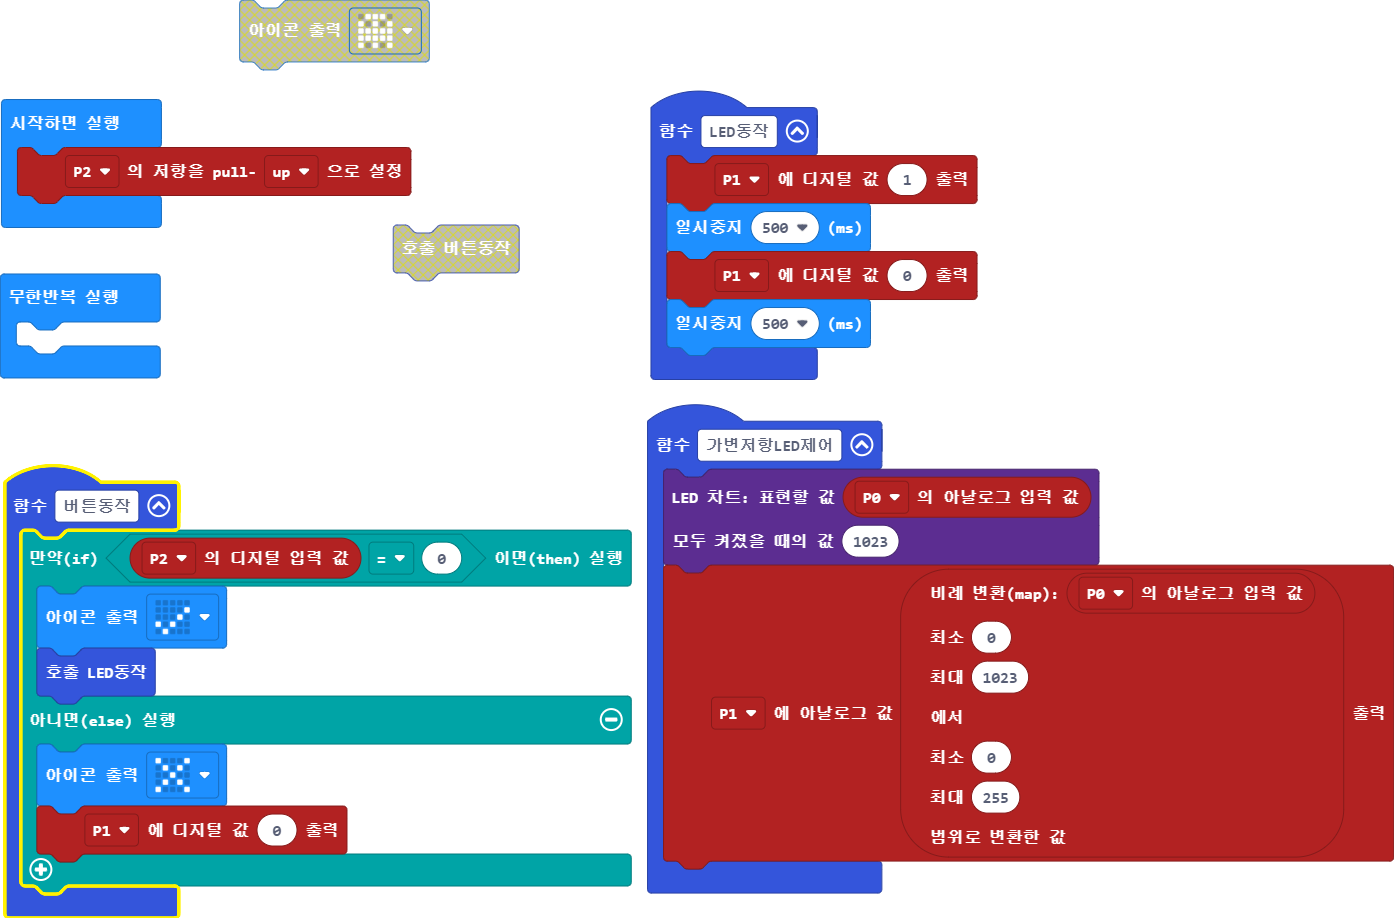 아이콘 출력
시작하면 실행
P2 의 저항을 pull- up 으로 설정
호출 버튼동작
무한반복 실행
함수 LED동작
P1 에 디지털 값 1 출력
일시중지 500 (ms)
P1 에 디지털 값 0 출력
일시중지 500 (ms)
함수 버튼동작
만약(if) P2 의 디지털 입력 값 = 0 이면(then) 실행
아이콘 출력
호출 LED동작
아니면(else) 실행
아이콘 출력
P1 에 디지털 값 0 출력
함수 가변저항LED제어
LED 차트: 표현할 값 P0 의 아날로그 입력 값
모두 켜졌을 때의 값 1023
비례 변환(map): P0 의 아날로그 입력 값
최소 0
최대 1023
P1 에 아날로그 값 에서 출력
최소 0
최대 255
범위로 변환한 값